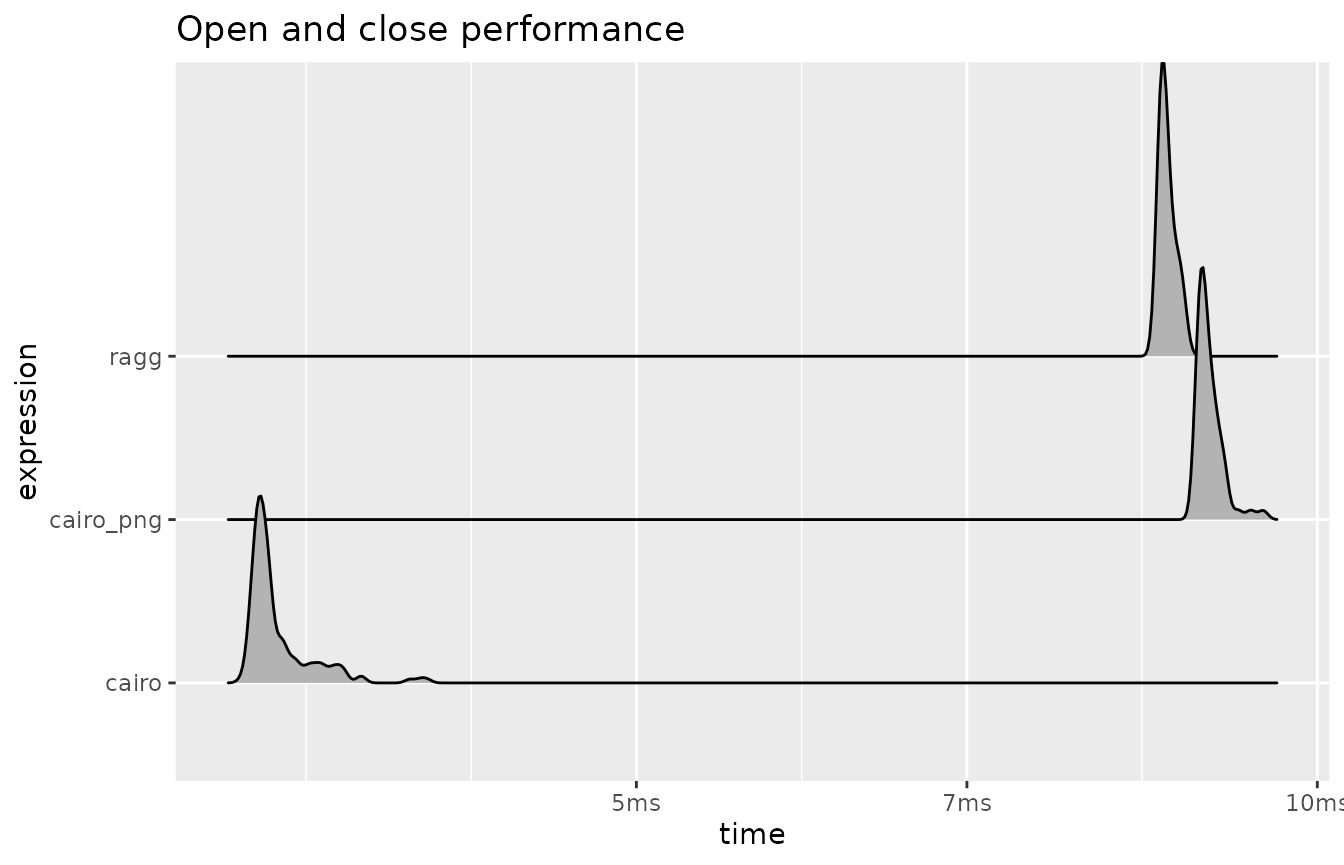 Open and close performance
ragg
cairo_png
cairo
expression
5ms
7ms
10ms
time